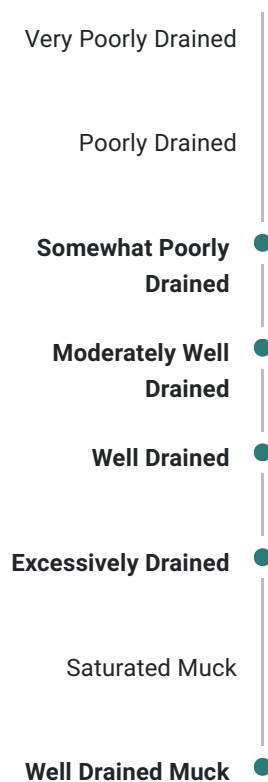 Very Poorly Drained
Poorly Drained
Somewhat Poorly
Drained
Moderately Well
Drained
Well Drained
Excessively Drained
Saturated Muck
Well Drained Muck